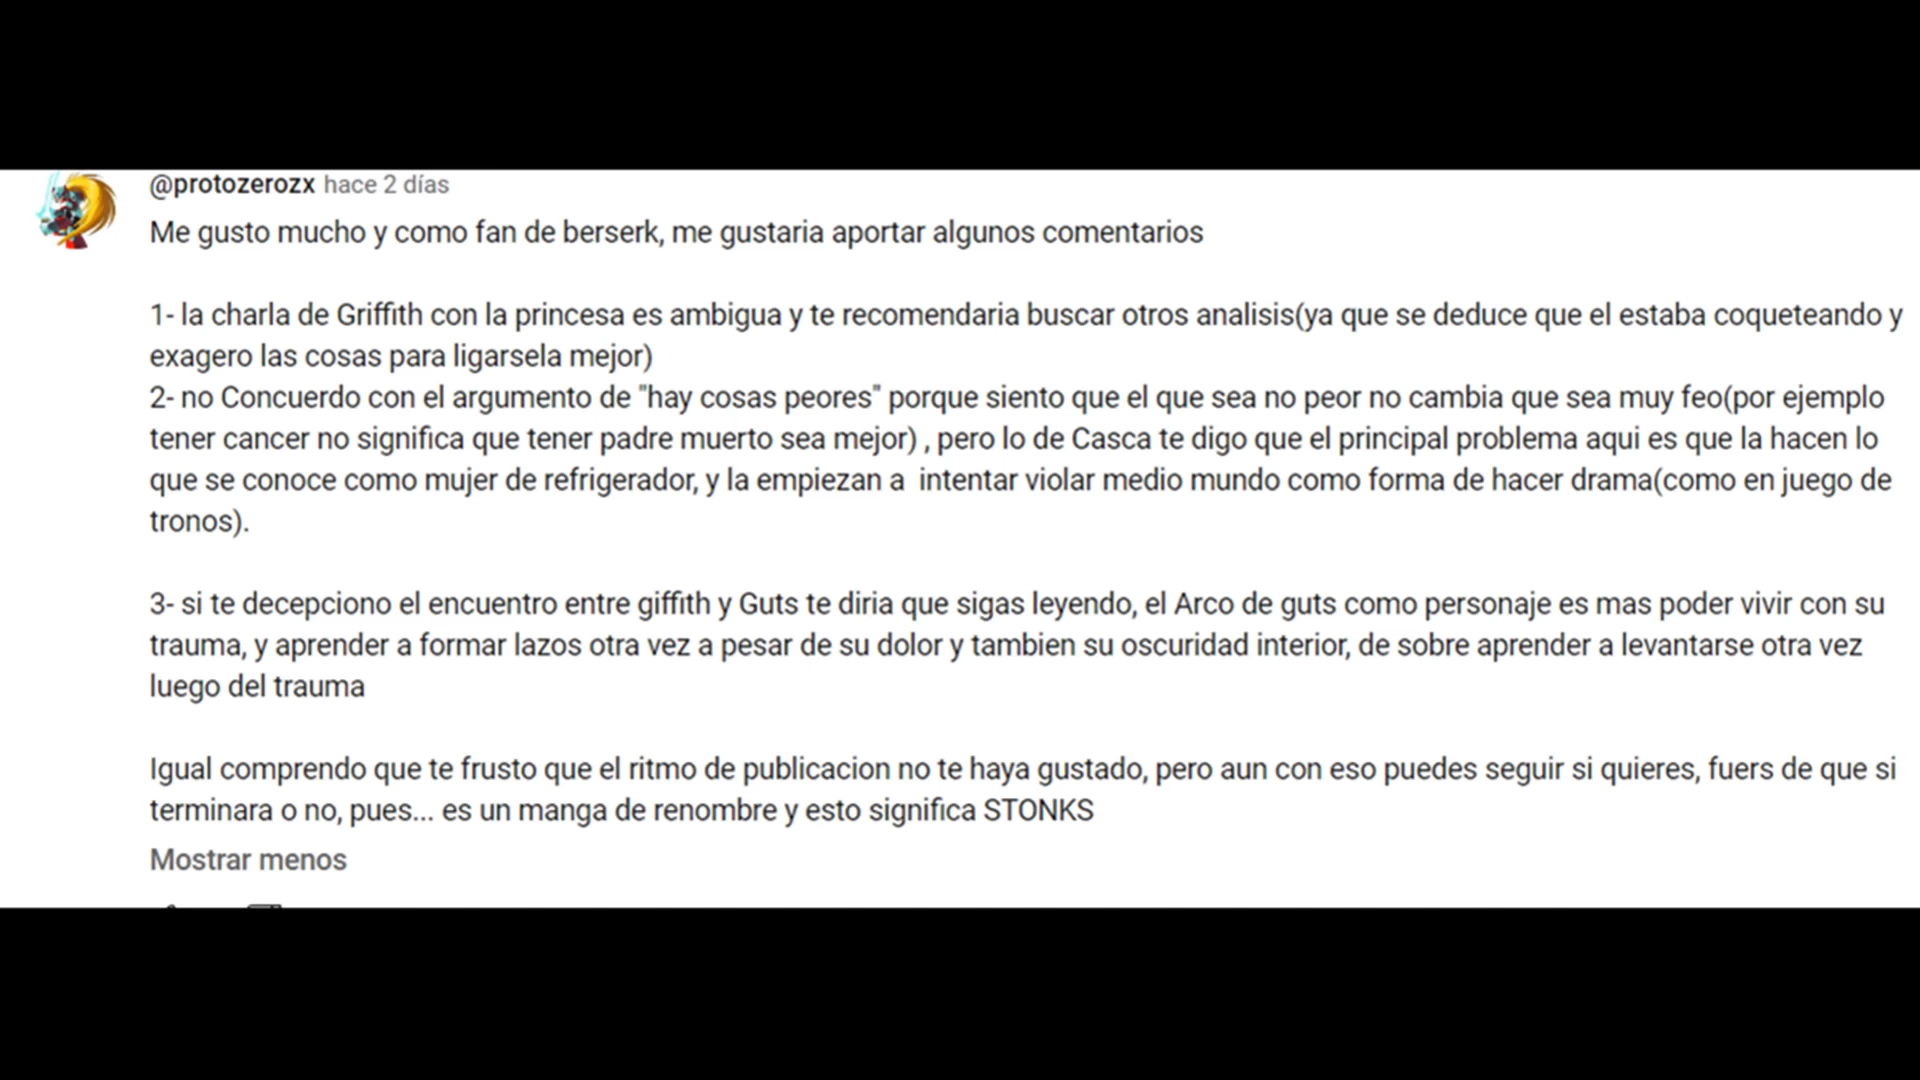 @protozerozx hace 2 días
Me gusto mucho y como fan de berserk, me gustaria aportar algunos comentarios
1- la charla de Griffith con la princesa es ambigua y te recomendaria buscar otros analisis(ya que se deduce que el estaba coqueteando y
exagero las cosas para ligarsela mejor)
2- no Concuerdo con el argumento de "hay cosas peores" porque siento que el que sea no peor no cambia que sea muy feo(por ejemplo
tener cancer no significa que tener padre muerto sea mejor) , pero lo de Casca te digo que el principal problema aqui es que la hacen lo
que se conoce como mujer de refrigerador, y la empiezan a  intentar violar medio mundo como forma de hacer drama(como en juego de
tronos).
3- si te decepciono el encuentro entre giffith y Guts te diria que sigas leyendo, el Arco de guts como personaje es mas poder vivir con su
trauma, y aprender a formar lazos otra vez a pesar de su dolor y tambien su oscuridad interior, de sobre aprender a levantarse otra vez
luego del trauma
Igual comprendo que te frusto que el ritmo de publicacion no te haya gustado, pero aun con eso puedes seguir si quieres, fuers de que si
terminara o no, pues... es un manga de renombre y esto significa STONKS
Mostrar menos